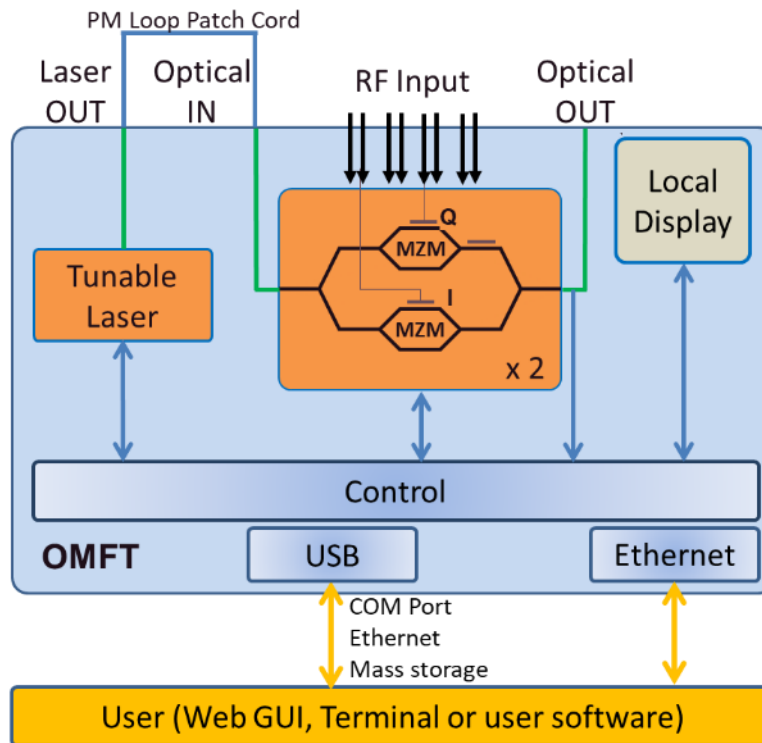 PM Loop Patch Cord
Laser
OUT
Optical
IN
RF Input
Optical
OUT
Local
Display
Q
MZM
Tunable
Laser
I
MZM
x 2
Control
OMFT
USB
Ethernet
COM Port
Ethernet
Mass storage
User (Web GUI, Terminal or user software)